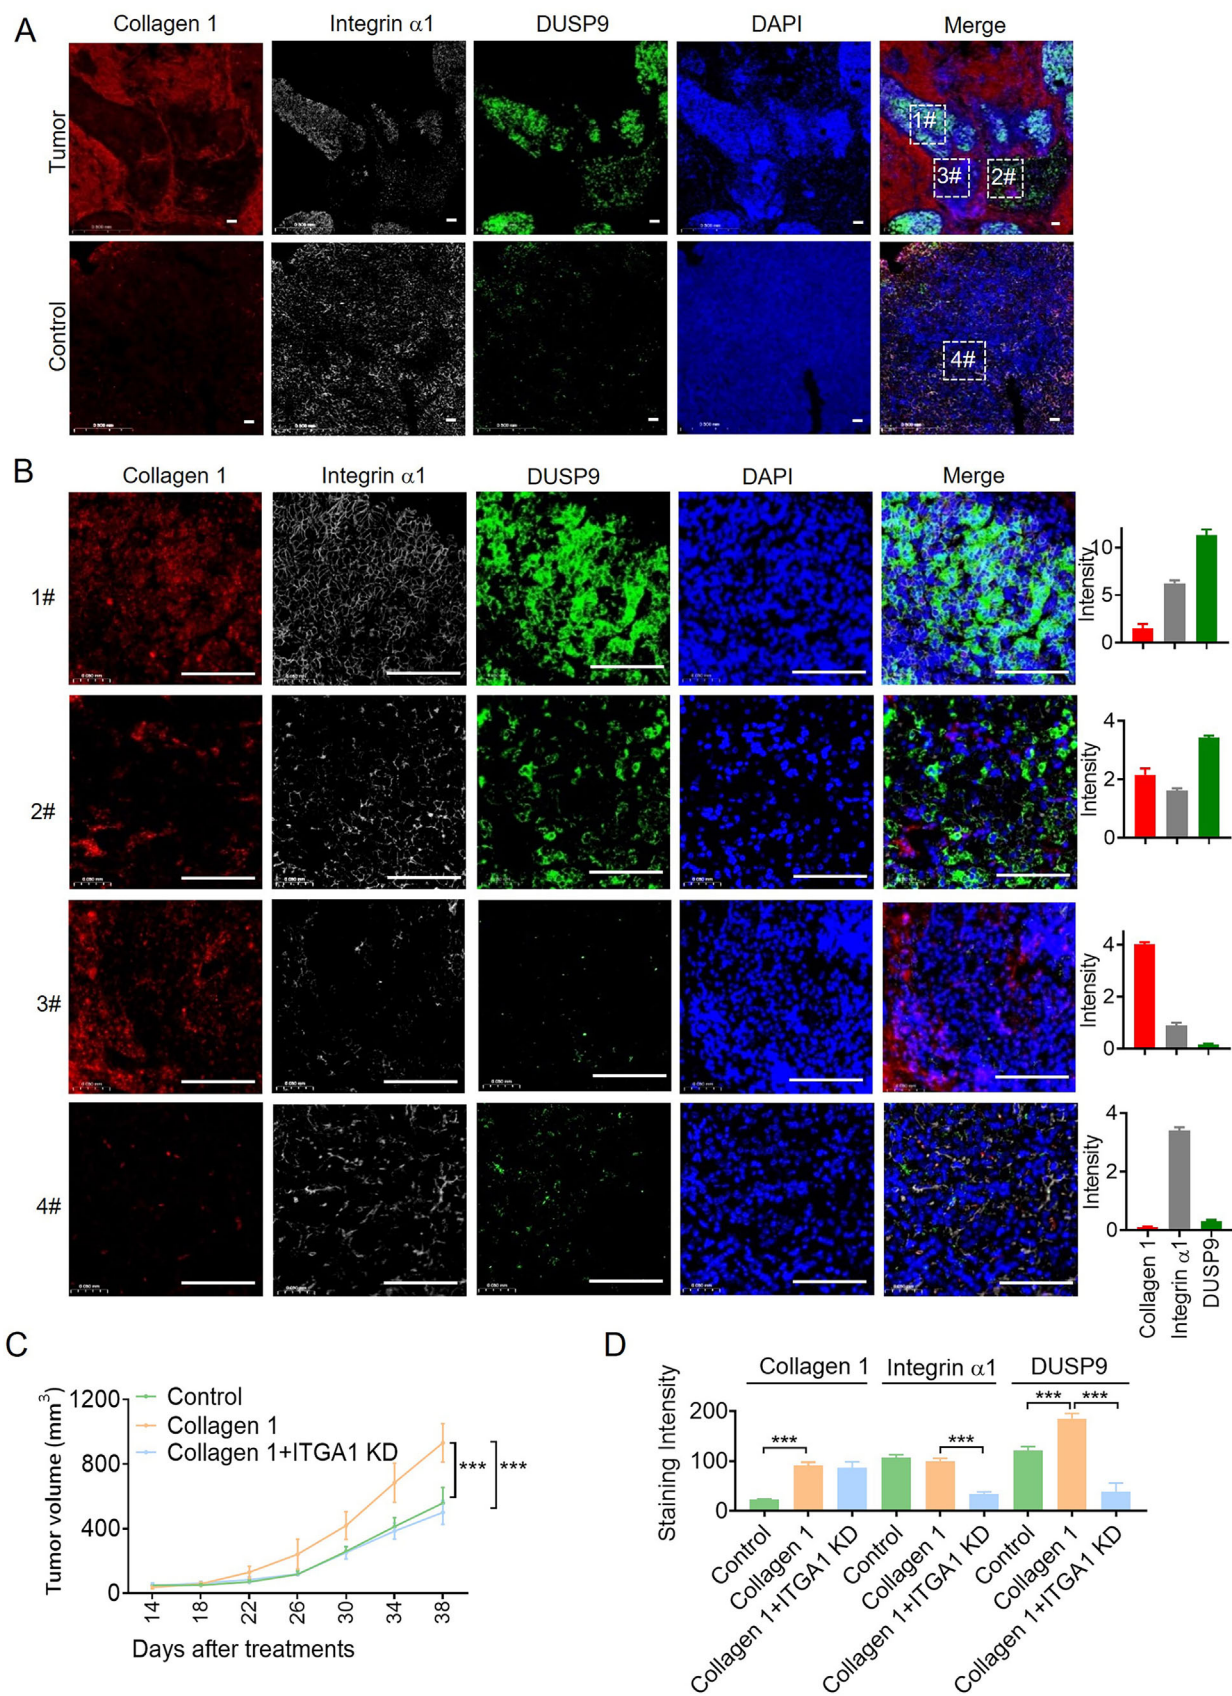 A
Collagen 1 Integrin α1 DUSP9 DAPI Merge
Tumor
1#
3# 2#
Control
4#
B
Collagen 1 Integrin α1 DUSP9 DAPI Merge
1#
Intensity
10
5
0
2#
Intensity
4
2
0
3#
Intensity
4
2
0
4#
Intensity
4
2
0
Collagen 1
Integrin α1
DUSP9
C
Tumor volume (mm3)
1200
800
400
0
Control
Collagen 1
Collagen 1+ITGA1 KD
*** ***
14 18 22 26 30 34 38
Days after treatments
D
Collagen 1 Integrin α1 DUSP9
Staining Intensity
200
100
0
*** *** *** ***
Control
Collagen 1
Collagen 1+ITGA1 KD
Control
Collagen 1
Collagen 1+ITGA1 KD
Control
Collagen 1
Collagen 1+ITGA1 KD